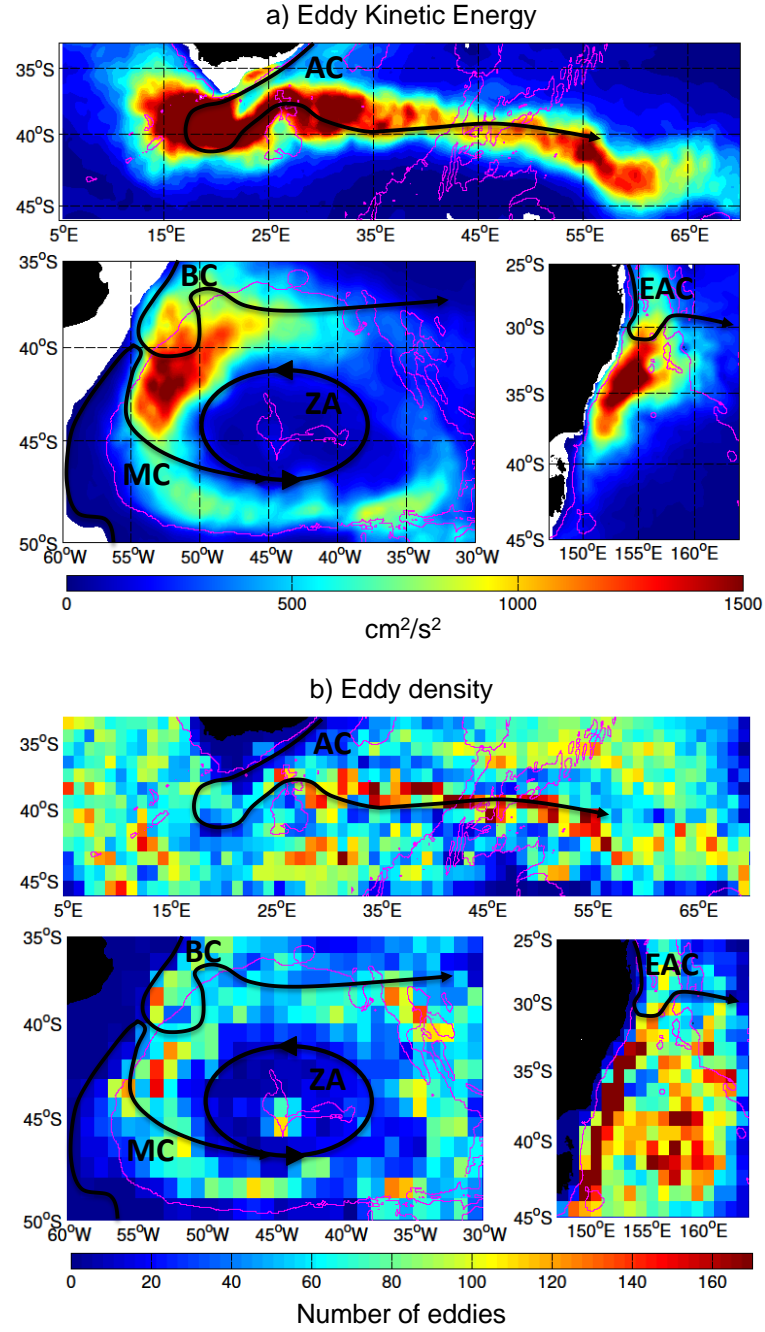 a) Eddy Kinetic Energy
AC
35°S
40°S
45°S
5°E 15°E 25°E 35°E 45°E 55°E 65°E
35°S
BC
40°S
ZA
45°S
MC
50°S
60°W 55°W 50°W 45°W 40°W 35°W 30°W
25°S
EAC
30°S
35°S
40°S
45°S
150°E 155°E 160°E
0 500 1000 1500
cm²/s²
b) Eddy density
AC
35°S
40°S
45°S
5°E 15°E 25°E 35°E 45°E 55°E 65°E
35°S
BC
40°S
ZA
45°S
MC
50°S
60°W 55°W 50°W 45°W 40°W 35°W 30°W
25°S
EAC
30°S
35°S
40°S
45°S
150°E 155°E 160°E
0 20 40 60 80 100 120 140 160
Number of eddies